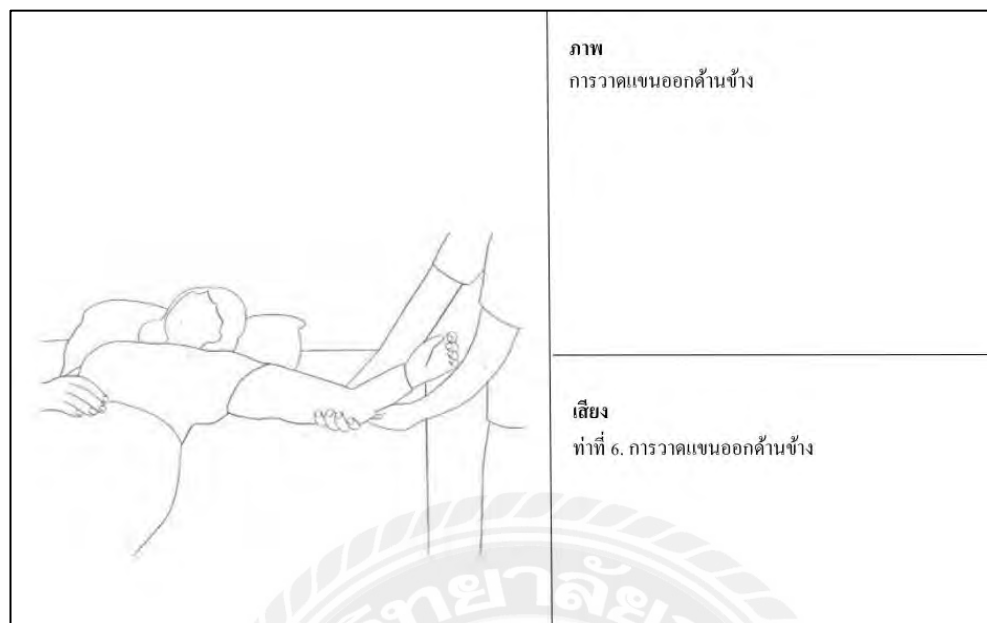 ภาพ
การวาดแขนออกด้านข้าง
เสียง
ท่าที่ 6. การวาดแขนออกด้านข้าง